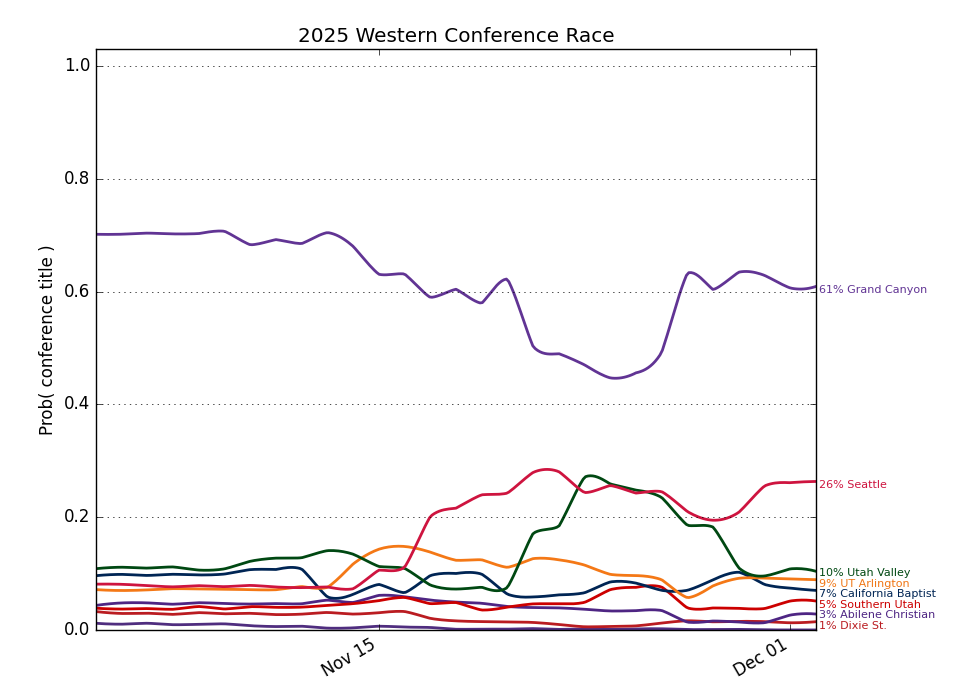 2025 Western Conference Race
Prob( conference title )
1.0
0.8
0.6
0.4
0.2
0.0
Nov 15
Dec 01
61% Grand Canyon
26% Seattle
10% Utah Valley
9% UT Arlington
7% California Baptist
5% Southern Utah
3% Abilene Christian
1% Dixie St.